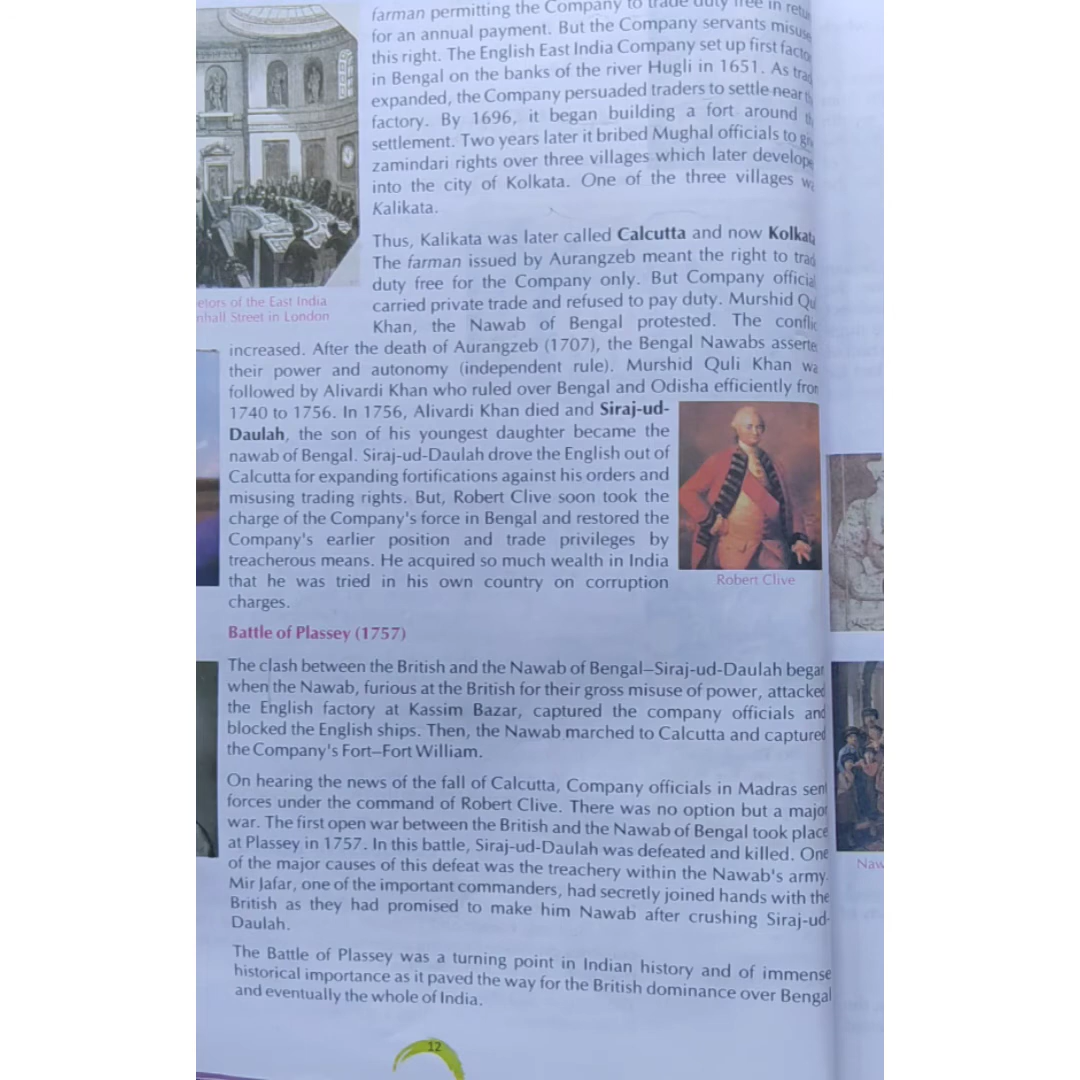 farman permitting the Company to trade duty free in
for an annual payment. But the Company servants
this right. The English East India Company set up first
in Bengal on the banks of the river Hugli in 1651. As
expanded, the Company persuaded traders to settle near
factory. By 1696, it began building a fort around
settlement. Two years later it bribed Mughal officials to
zamindari rights over three villages which later
into the city of Kolkata. One of the three villages
Kalikata.
Thus, Kalikata was later called Calcutta and now
The farman issued by Aurangzeb meant the right to
duty free for the Company only. But Company
carried private trade and refused to pay duty. Murshid
Khan, the Nawab of Bengal protested. The
of the East India
Street in London
increased. After the death of Aurangzeb (1707), the Bengal Nawabs
their power and autonomy (independent rule). Murshid Quli Khan
followed by Alivardi Khan who ruled over Bengal and Odisha efficiently
1740 to 1756. In 1756, Alivardi Khan died and Siraj-ud-
Daulah, the son of his youngest daughter became the
nawab of Bengal. Siraj-ud-Daulah drove the English out of
Calcutta for expanding fortifications against his orders and
misusing trading rights. But, Robert Clive soon took the
charge of the Company's force in Bengal and restored the
Company's earlier position and trade privileges by
treacherous means. He acquired so much wealth in India
that he was tried in his own country on corruption
charges.
Robert Clive
Battle of Plassey (1757)
The clash between the British and the Nawab of Bengal–Siraj-ud-Daulah
when the Nawab, furious at the British for their gross misuse of power, attacked
the English factory at Kassim Bazar, captured the company officials and
blocked the English ships. Then, the Nawab marched to Calcutta and captured
the Company's Fort–Fort William.
On hearing the news of the fall of Calcutta, Company officials in Madras
forces under the command of Robert Clive. There was no option but a major
war. The first open war between the British and the Nawab of Bengal took place
at Plassey in 1757. In this battle, Siraj-ud-Daulah was defeated and killed. One
of the major causes of this defeat was the treachery within the Nawab's army.
Mir Jafar, one of the important commanders, had secretly joined hands with the
British as they had promised to make him Nawab after crushing Siraj-ud-
Daulah.
The Battle of Plassey was a turning point in Indian history and of immense
historical importance as it paved the way for the British dominance over Bengal
and eventually the whole of India.
12